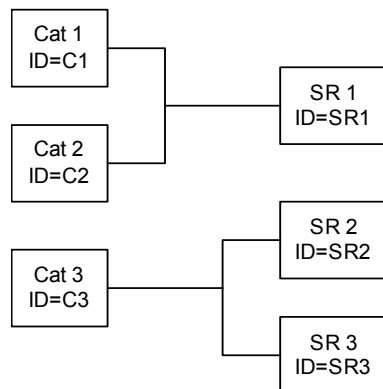 Cat 1
ID=C1
Cat 2
ID=C2
Cat 3
ID=C3
SR 1
ID=SR1
SR 2
ID=SR2
SR 3
ID=SR3